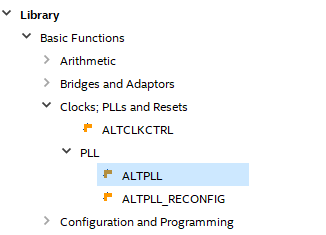 Library
Basic Functions
Arithmetic
Bridges and Adaptors
Clocks; PLLs and Resets
ALTCLKCTRL
PLL
ALTPLL
ALTPLL_RECONFIG
Configuration and Programming